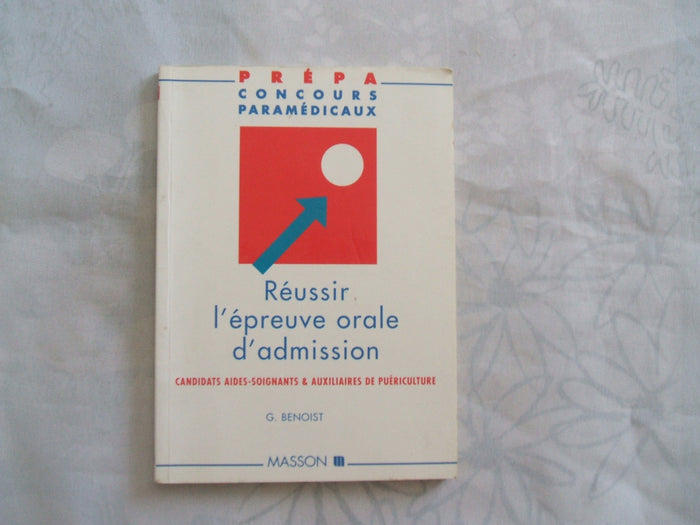 PRÉPA
CONCOURS
PARAMÉDICAUX
Réussir
l'épreuve orale
d'admission
CANDIDATS AIDES-SOIGNANTS & AUXILIAIRES DE PUÉRICULTURE
G. BENOIST
MASSON